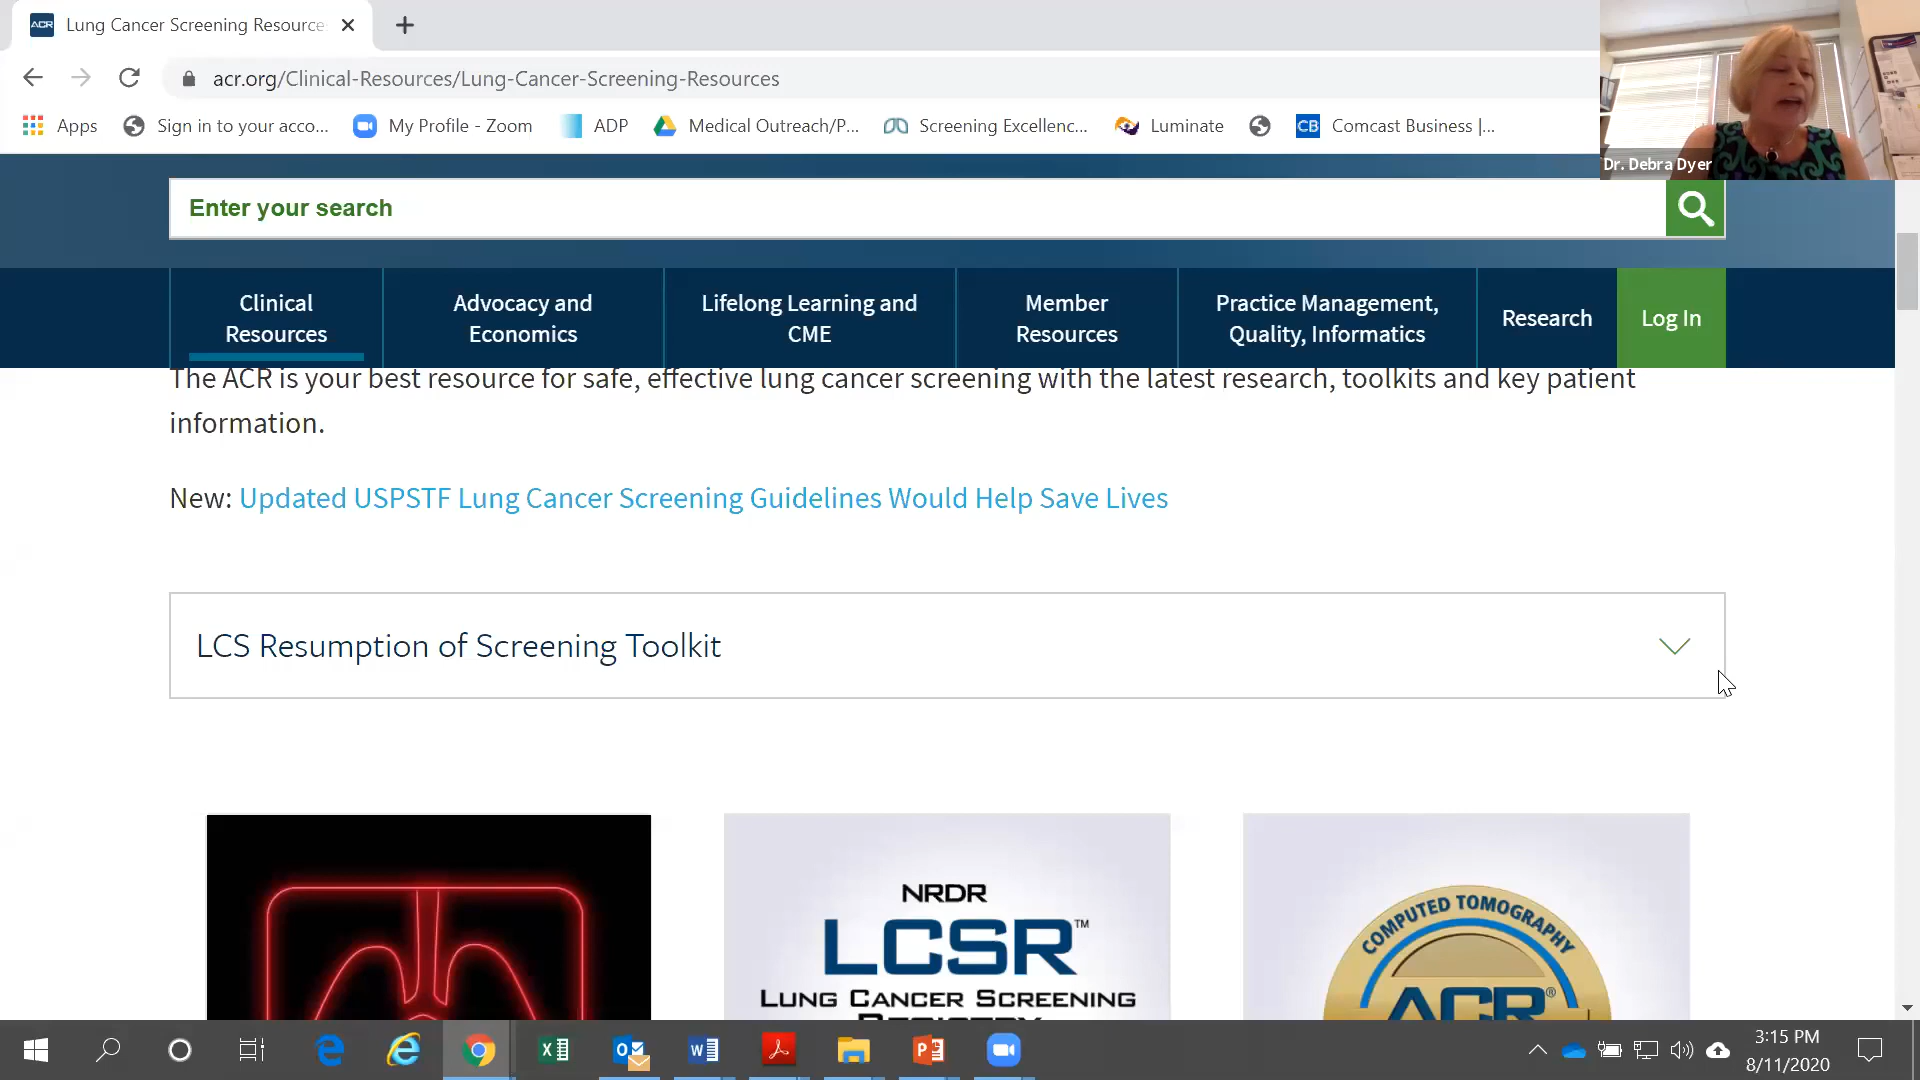 ACR
Lung Cancer Screening Resource
acr.org/Clinical-Resources/Lung-Cancer-Screening-Resources
Apps
Sign in to your acco...
My Profile - Zoom
ADP
Medical Outreach/P...
Screening Excellenc...
Luminate
CB
Comcast Business |...
Dr. Debra Dyer
Enter your search
Clinical
Resources
Advocacy and
Economics
Lifelong Learning and
CME
Member
Resources
Practice Management,
Quality, Informatics
Research
Log In
The ACR is your best resource for safe, effective lung cancer screening with the latest research, toolkits and key patient
information.
New: Updated USPSTF Lung Cancer Screening Guidelines Would Help Save Lives
LCS Resumption of Screening Toolkit
NRDR
LCSR™
LUNG CANCER SCREENING
REGISTRY
COMPUTED TOMOGRAPHY
ACR®
3:15 PM
8/11/2020